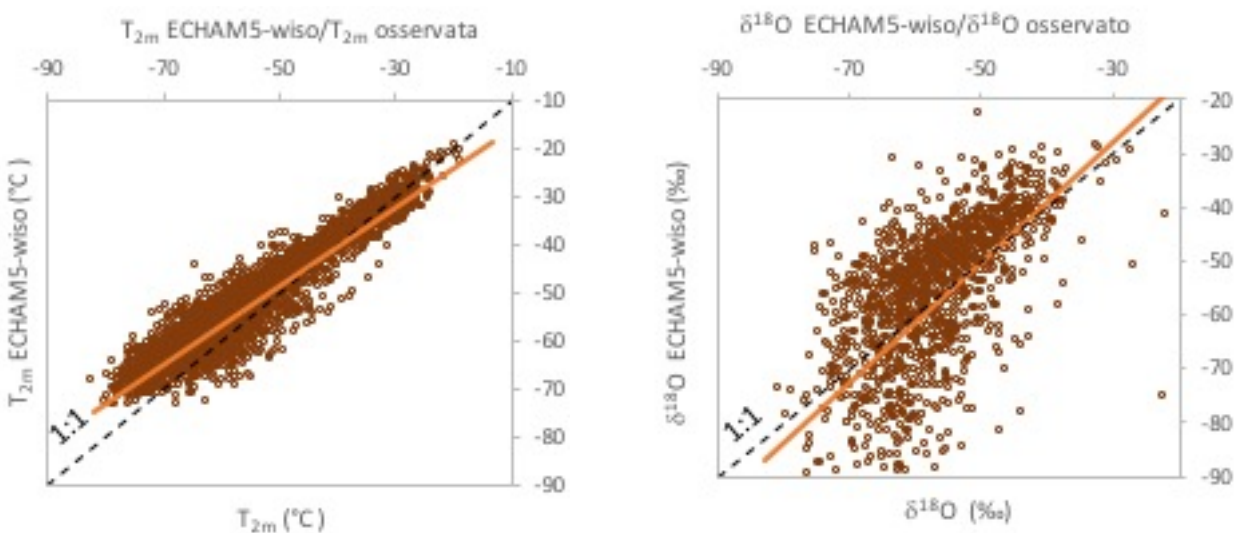 T2m ECHAM5-wiso/T2m osservata
-90 -70 -50 -30 -10
-10
-20
-30
-40
-50
-60
-70
-80
-90
T2m ECHAM5-wiso (°C)
1:1
T2m (°C)
δ18O ECHAM5-wiso/δ18O osservato
-90 -70 -50 -30
-20
-30
-40
-50
-60
-70
-80
-90
δ18O ECHAM5-wiso (‰)
1:1
δ18O (‰)